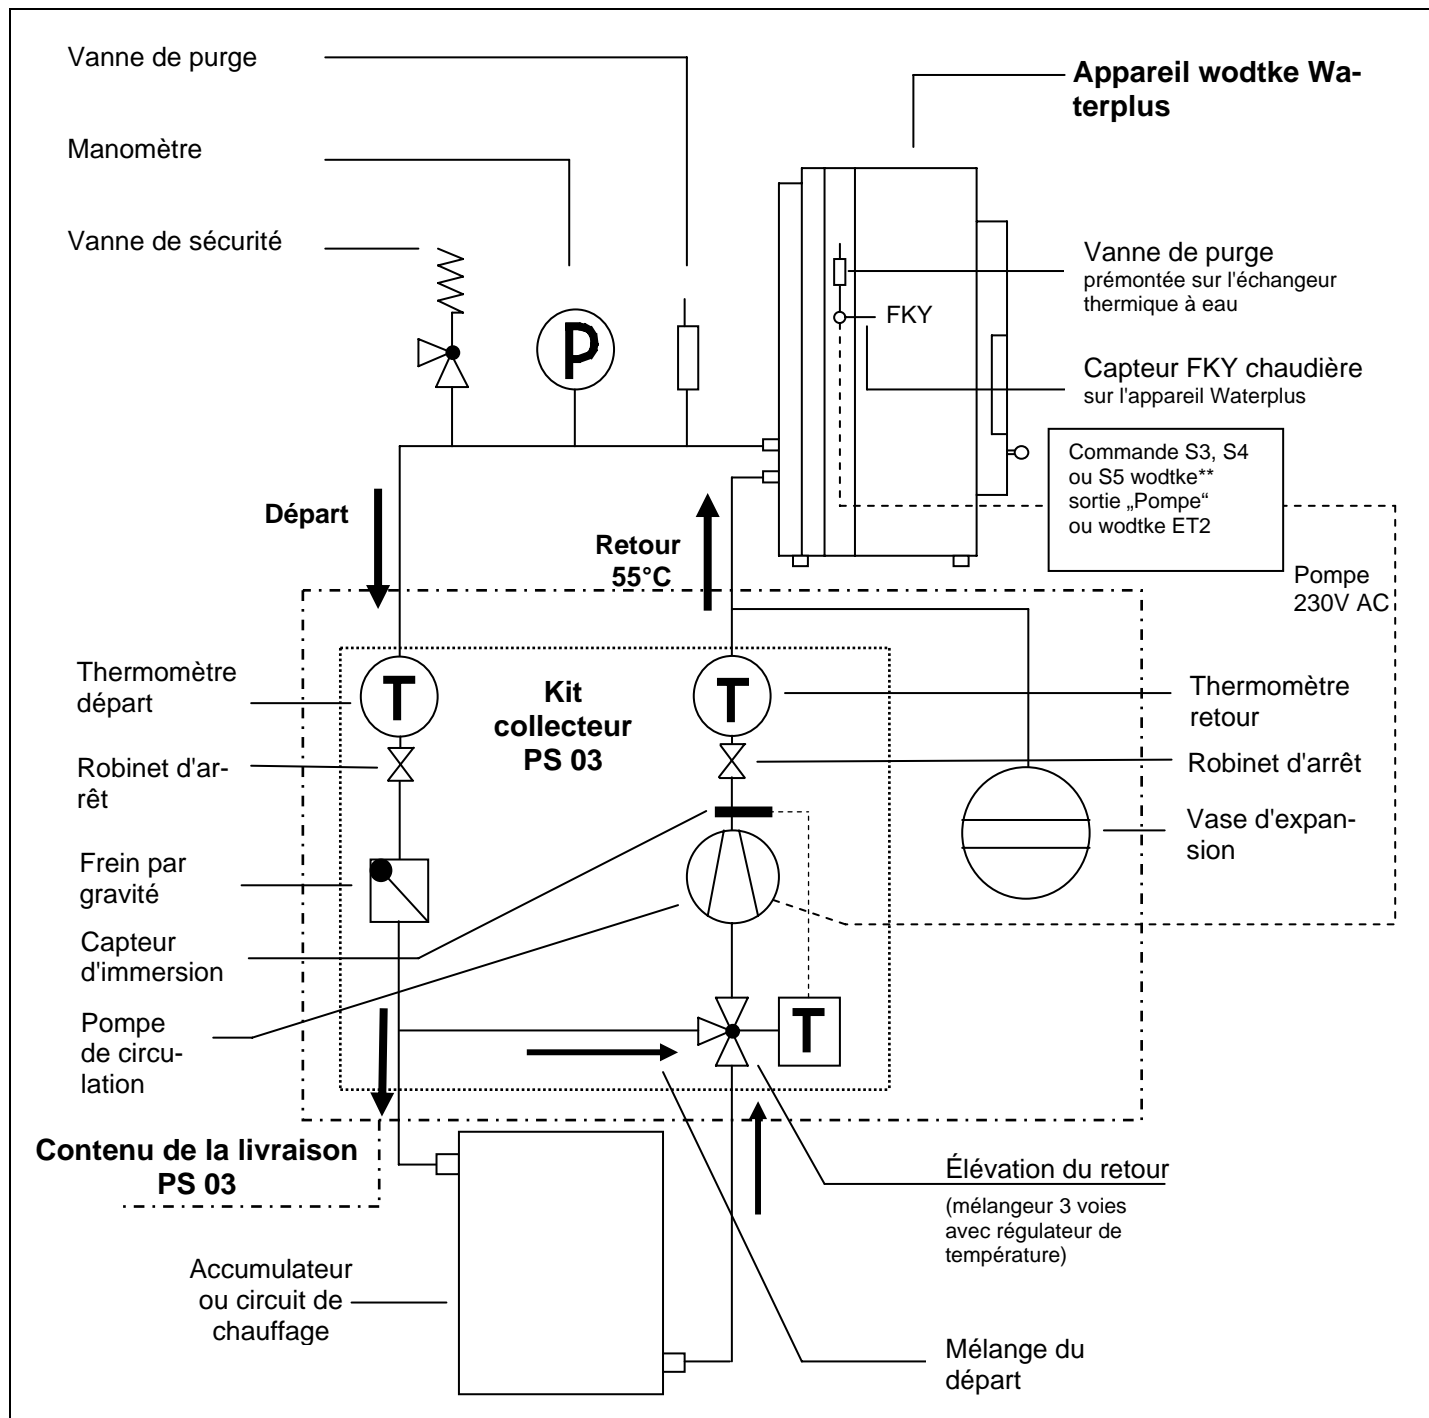 Vanne de purge
Appareil wodtke Wa-
terplus
Manomètre
Vanne de sécurité
Vanne de purge
prémontée sur l'échangeur
thermique à eau
FKY
P
Capteur FKY chaudière
sur l'appareil Waterplus
Commande S3, S4
ou S5 wodtke**
sortie „Pompe“
ou wodtke ET2
Départ
Retour
55°C
Pompe
230V AC
Thermomètre
départ
T
Kit
collecteur
PS 03
T
Thermomètre
retour
Robinet d'ar-
rêt
Robinet d'arrêt
Vase d'expan-
sion
Frein par
gravité
Capteur
d'immersion
Pompe
de circu-
lation
T
Contenu de la livraison
PS 03
Élévation du retour
(mélangeur 3 voies
avec régulateur de
température)
Accumulateur
ou circuit de
chauffage
Mélange du
départ